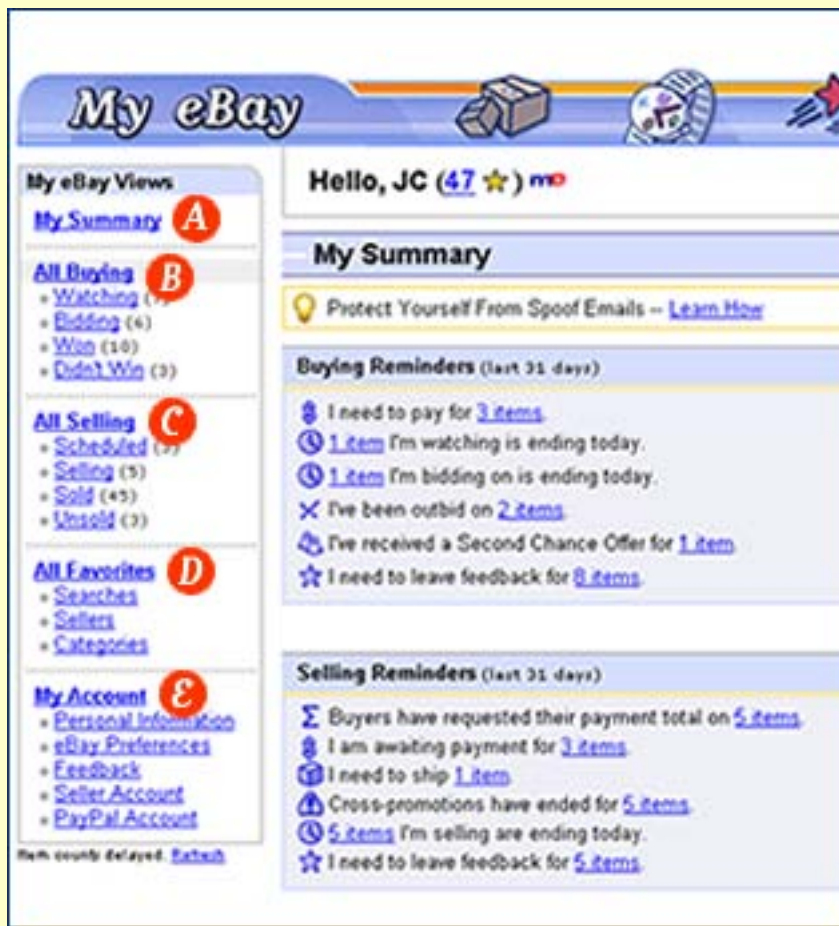 My eBay
My eBay Views
My Summary A
All Buying B
Watching
Bidding (6)
Won (10)
Didn't Win (3)
All Selling C
Scheduled
Selling (5)
Sold (45)
Unsold (3)
All Favorites D
Searches
Sellers
Categories
My Account E
Personal Information
eBay Preferences
Feedback
Seller Account
PayPal Account
Item counts delayed. Refresh
Hello, JC (47) me
My Summary
Protect Yourself From Spoof Emails -- Learn How
Buying Reminders (last 31 days)
I need to pay for 3 items.
1 item I'm watching is ending today.
1 item I'm bidding on is ending today.
I've been outbid on 2 items.
I've received a Second Chance Offer for 1 item.
I need to leave feedback for 8 items.
Selling Reminders (last 31 days)
Buyers have requested their payment total on 5 items.
I am awaiting payment for 3 items.
I need to ship 1 item.
Cross-promotions have ended for 5 items.
5 items I'm selling are ending today.
I need to leave feedback for 5 items.